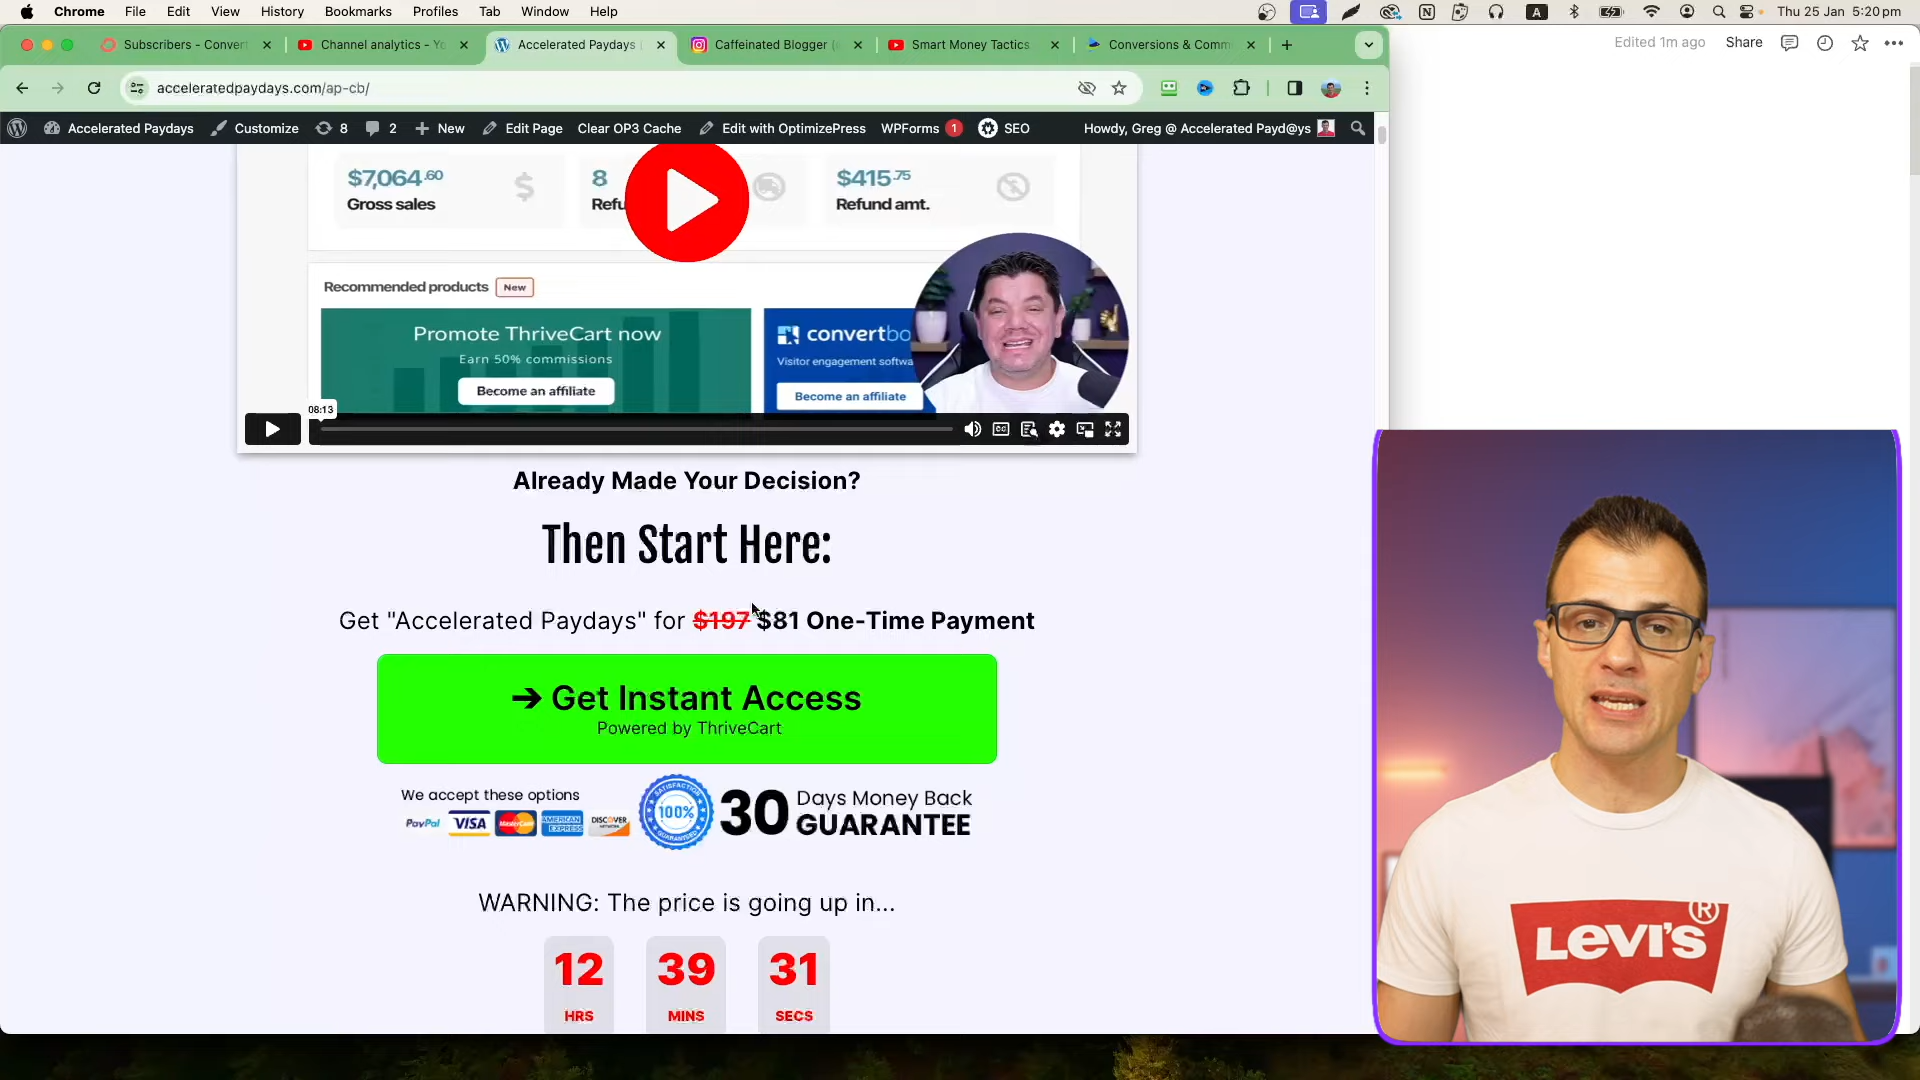 Chrome File Edit View History Bookmarks Profiles Tab Window Help
A
Thu 25 Jan 5:20 pm
Subscribers - Convert
Channel analytics - Yo
Accelerated Paydays
Caffeinated Blogger
Smart Money Tactics
Conversions & Comm
Edited 1m ago Share
acceleratedpaydays.com/ap-cb/
Accelerated Paydays Customize 8 2 New Edit Page Clear OP3 Cache Edit with OptimizePress WPForms 1 SEO Howdy, Greg @ Accelerated Payd@ys
$7,064.60
Gross sales
8
Refu
$415.75
Refund amt.
Recommended products New
Promote ThriveCart now
Earn 50% commissions
Become an affiliate
convertbo
Visitor engagement softwa
Become an affiliate
08:13
CC
Already Made Your Decision?
Then Start Here:
Get "Accelerated Paydays" for $197 $81 One-Time Payment
➔ Get Instant Access
Powered by ThriveCart
We accept these options
PayPal VISA MasterCard AMERICAN EXPRESS DISCOVER
SATISFACTION
100%
GUARANTEED
30 Days Money Back
GUARANTEE
WARNING: The price is going up in...
12 39 31
HRS MINS SECS
LEVI'S ®